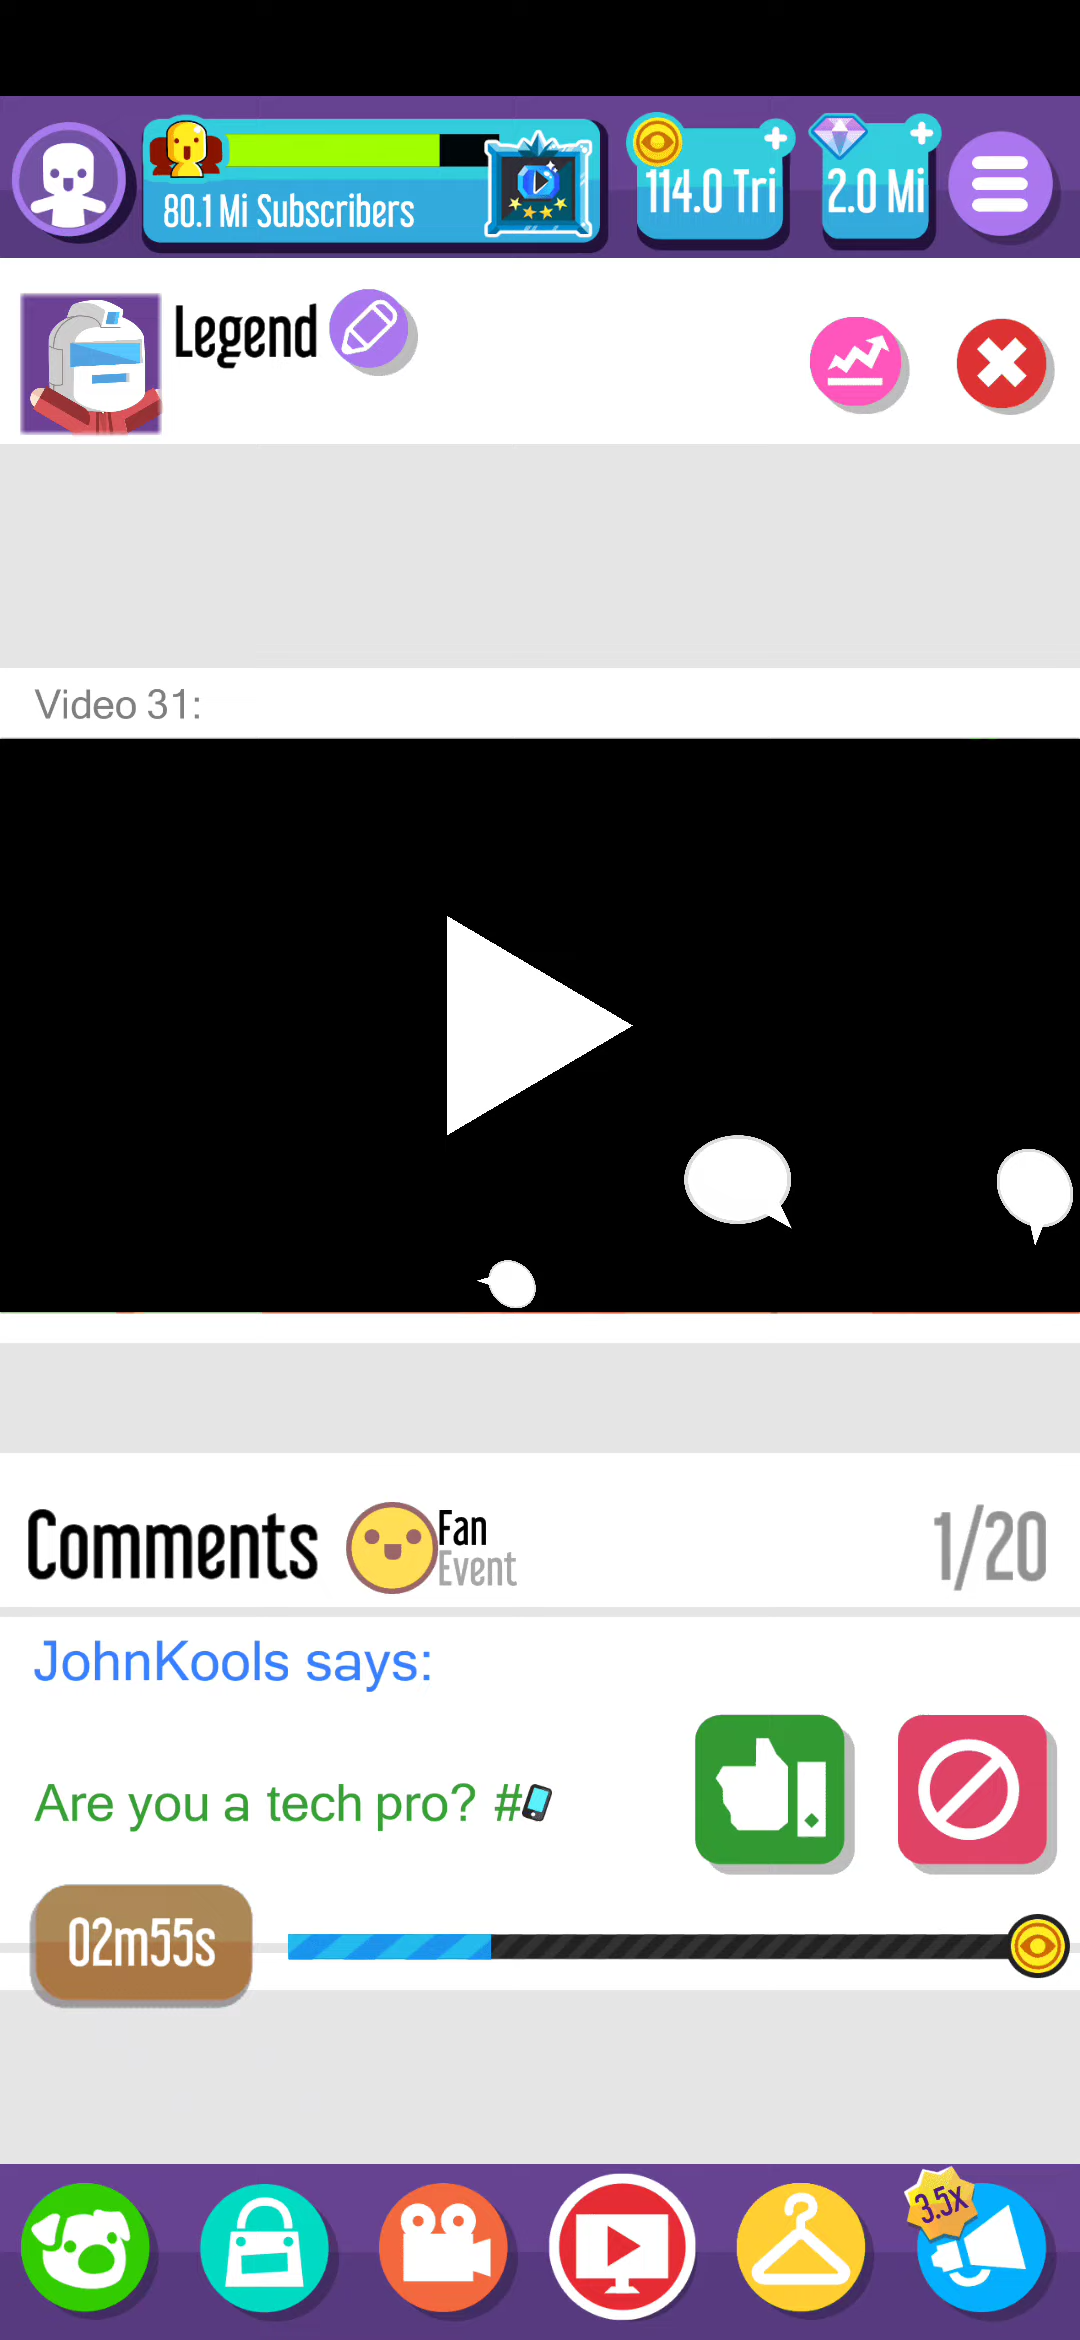 80.1 Mi Subscribers
114.0 Tri
2.0 Mi
Legend
Video 31:
Comments
Fan
Event
1/20
JohnKools says:
Are you a tech pro? #📱
02m55s
3.5x